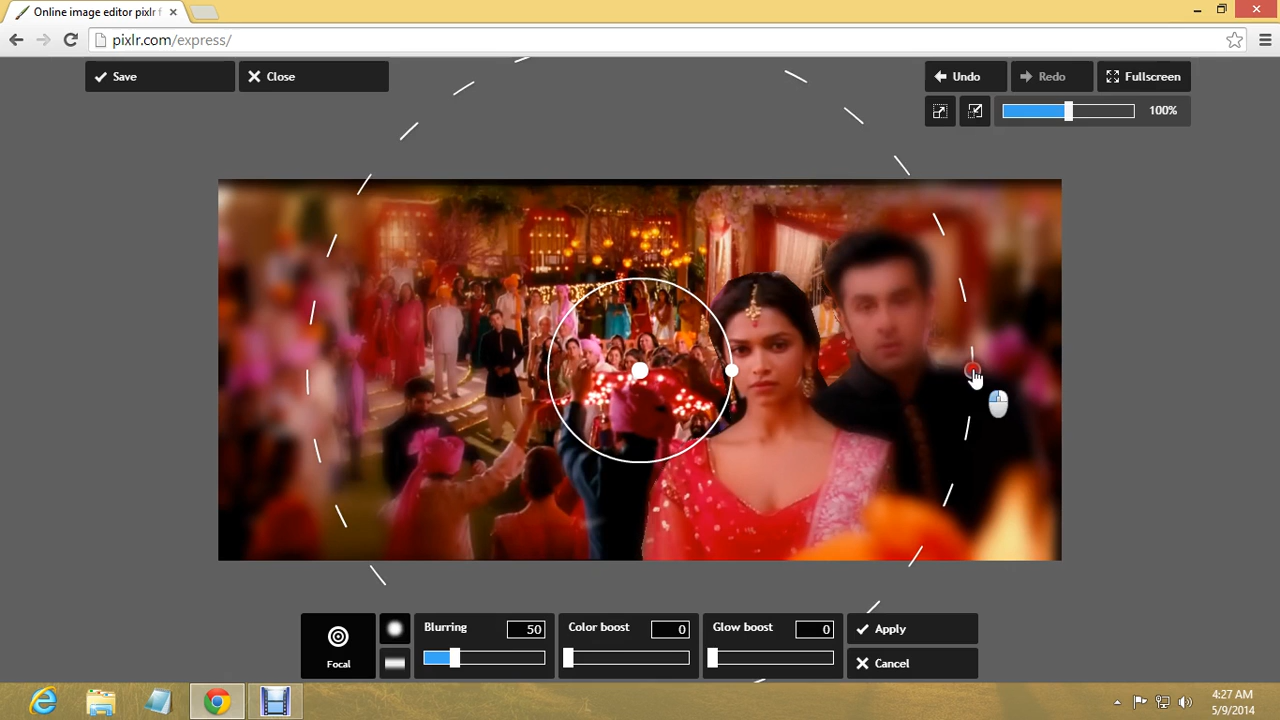 Online image editor pixlr f
pixlr.com/express/
Save
Close
Undo
Redo
Fullscreen
100%
Focal
Blurring 50
Color boost 0
Glow boost 0
Apply
Cancel
4:27 AM
5/9/2014